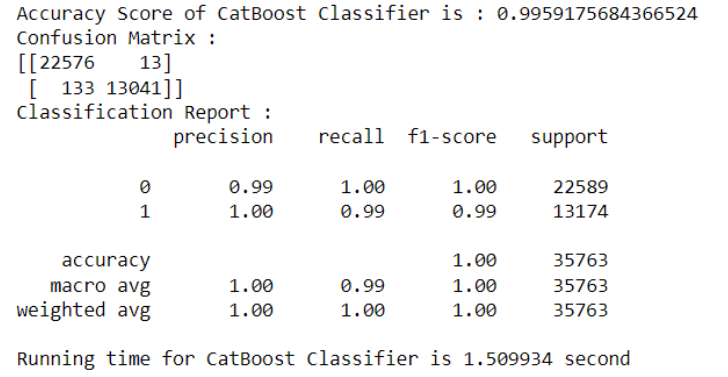 Accuracy Score of CatBoost Classifier is : 0.9959175684366524
Confusion Matrix :
[[22576    13]
 [  133 13041]]
Classification Report :
              precision    recall  f1-score   support

           0       0.99      1.00      1.00     22589
           1       1.00      0.99      0.99     13174

    accuracy                           1.00     35763
   macro avg       1.00      0.99      1.00     35763
weighted avg       1.00      1.00      1.00     35763

Running time for CatBoost Classifier is 1.509934 second